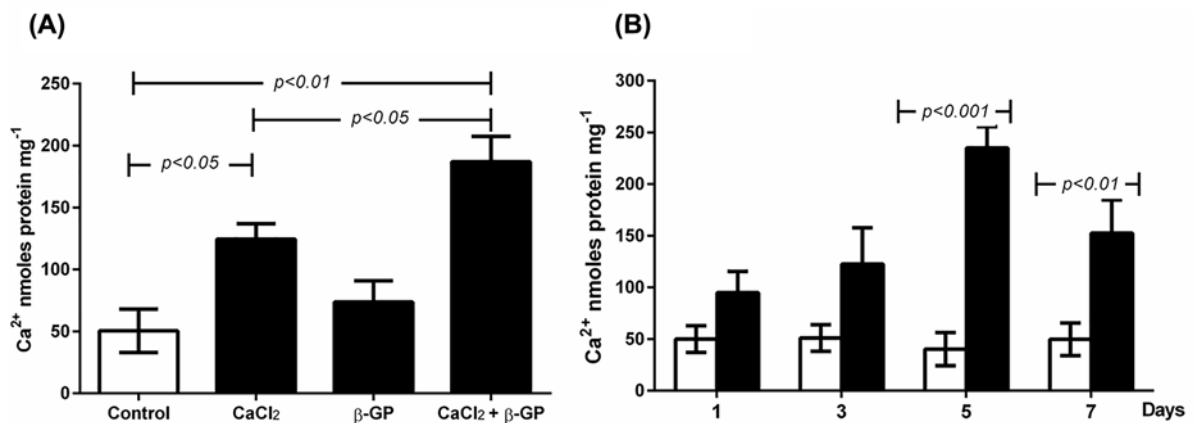 (A)
Ca²⁺ nmoles protein mg⁻¹
250
200
150
100
50
0
p<0.01
p<0.05
p<0.05
Control CaCl₂ β-GP CaCl₂ + β-GP
(B)
Ca²⁺ nmoles protein mg⁻¹
300
250
200
150
100
50
0
p<0.001
p<0.01
1 3 5 7 Days